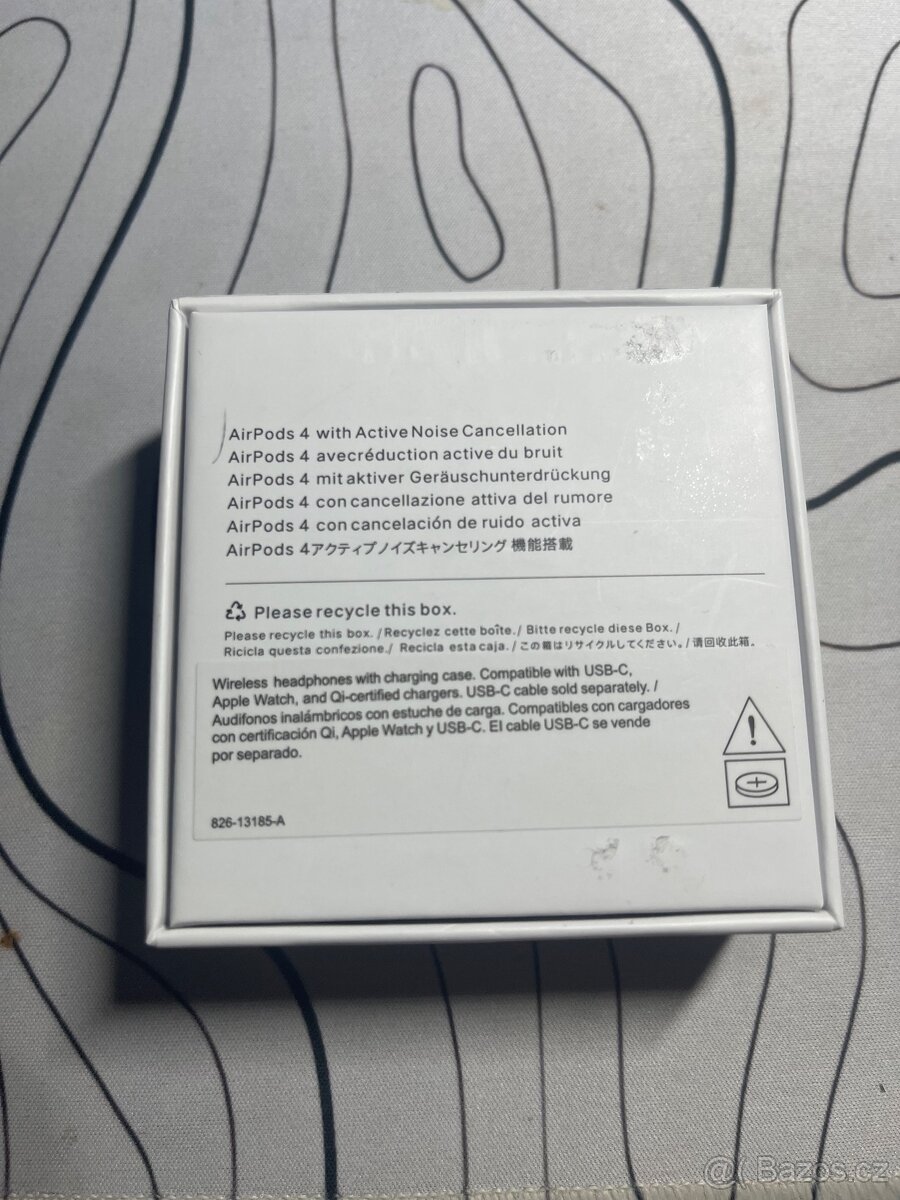 AirPods 4 with Active Noise Cancellation
AirPods 4 avecréduction active du bruit
AirPods 4 mit aktiver Geräuschunterdrückung
AirPods 4 con cancellazione attiva del rumore
AirPods 4 con cancelación de ruido activa
AirPods 4アクティブノイズキャンセリング 機能搭載
Please recycle this box.
Please recycle this box. / Recyclez cette boîte. / Bitte recycle diese Box. /
Ricicla questa confezione. / Recicla esta caja. / この箱はリサイクルしてください。/ 请回收此箱。
Wireless headphones with charging case. Compatible with USB-C,
Apple Watch, and Qi-certified chargers. USB-C cable sold separately. /
Audífonos inalámbricos con estuche de carga. Compatibles con cargadores
con certificación Qi, Apple Watch y USB-C. El cable USB-C se vende
por separado.
826-13185-A
@( Bazos.cz